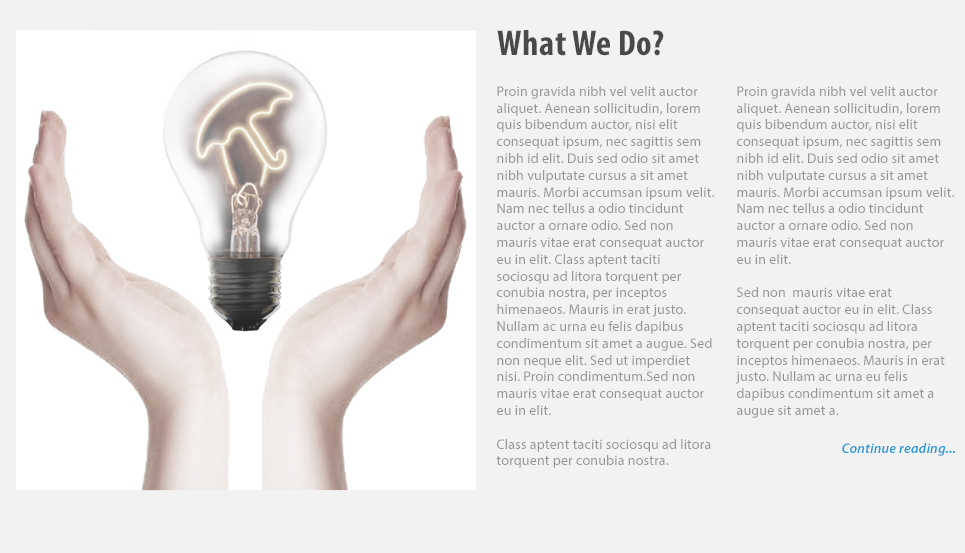 What We Do?
Proin gravida nibh vel velit auctor
aliquet. Aenean sollicitudin, lorem
quis bibendum auctor, nisi elit
consequat ipsum, nec sagittis sem
nibh id elit. Duis sed odio sit amet
nibh vulputate cursus a sit amet
mauris. Morbi accumsan ipsum velit.
Nam nec tellus a odio tincidunt
auctor a ornare odio. Sed non
mauris vitae erat consequat auctor
eu in elit. Class aptent taciti
sociosqu ad litora torquent per
conubia nostra, per inceptos
himenaeos. Mauris in erat justo.
Nullam ac urna eu felis dapibus
condimentum sit amet a augue. Sed
non neque elit. Sed ut imperdiet
nisi. Proin condimentum.Sed non
mauris vitae erat consequat auctor
eu in elit.
Class aptent taciti sociosqu ad litora
torquent per conubia nostra.
Proin gravida nibh vel velit auctor
aliquet. Aenean sollicitudin, lorem
quis bibendum auctor, nisi elit
consequat ipsum, nec sagittis sem
nibh id elit. Duis sed odio sit amet
nibh vulputate cursus a sit amet
mauris. Morbi accumsan ipsum velit.
Nam nec tellus a odio tincidunt
auctor a ornare odio. Sed non
mauris vitae erat consequat auctor
eu in elit.
Sed non  mauris vitae erat
consequat auctor eu in elit. Class
aptent taciti sociosqu ad litora
torquent per conubia nostra, per
inceptos himenaeos. Mauris in erat
justo. Nullam ac urna eu felis
dapibus condimentum sit amet a
augue sit amet a.
Continue reading...